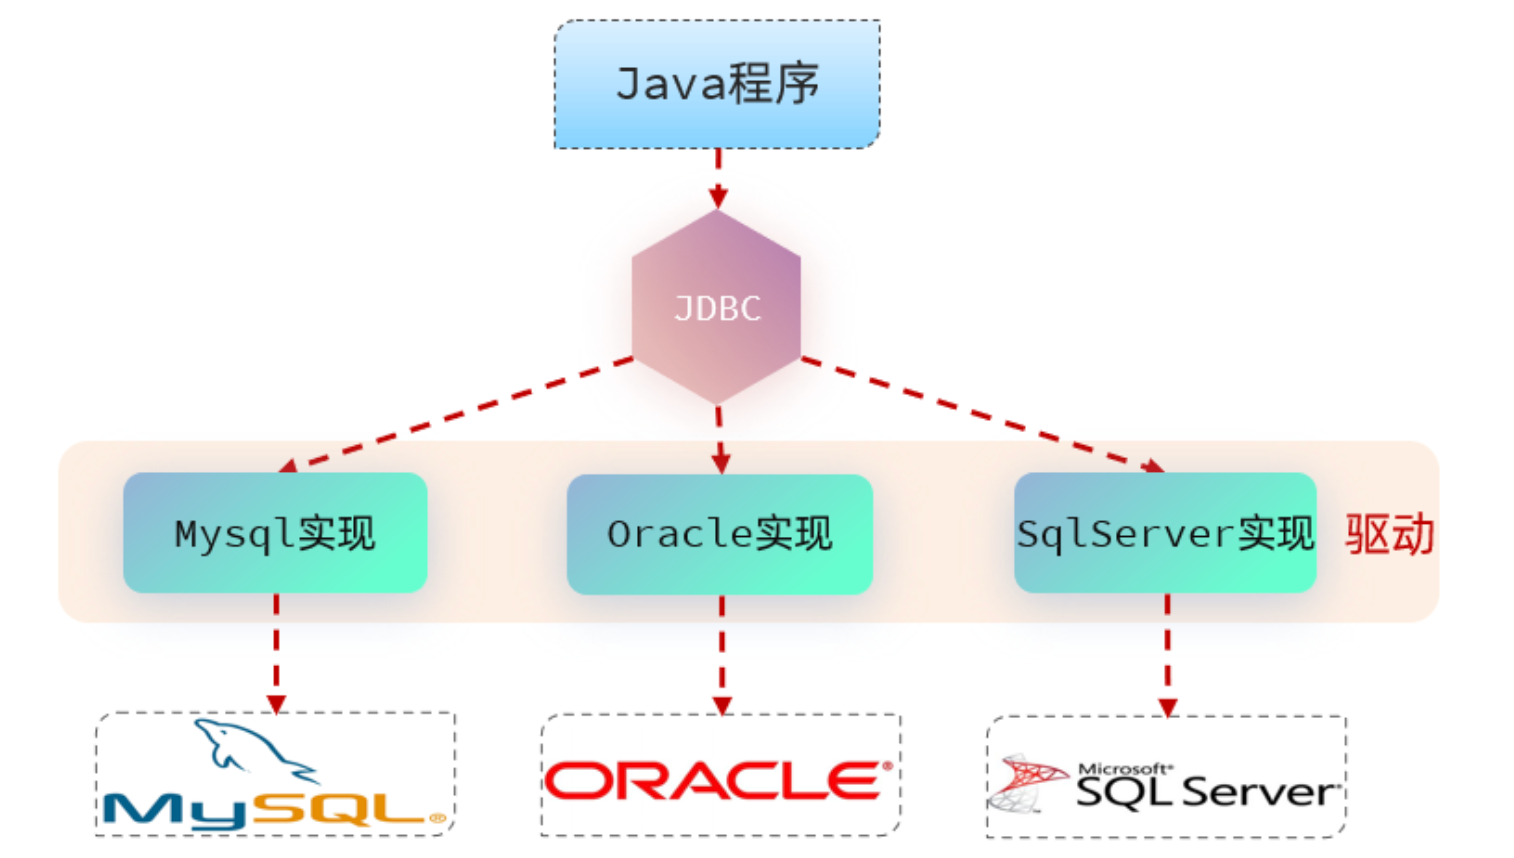 Java程序
JDBC
Mysql实现
Oracle实现
SqlServer实现
驱动
MySQL®
ORACLE®
Microsoft®
SQL Server®